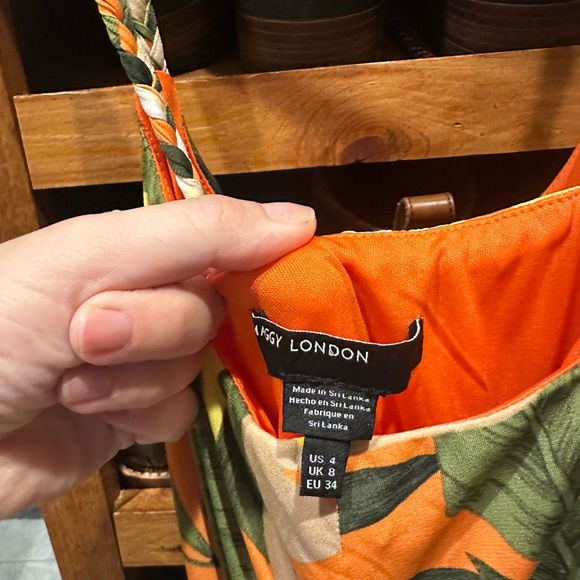 MAGGY LONDON
Made in Sri Lanka
Hecho en Sri Lanka
Fabrique en
Sri Lanka
US 4
UK 8
EU 34